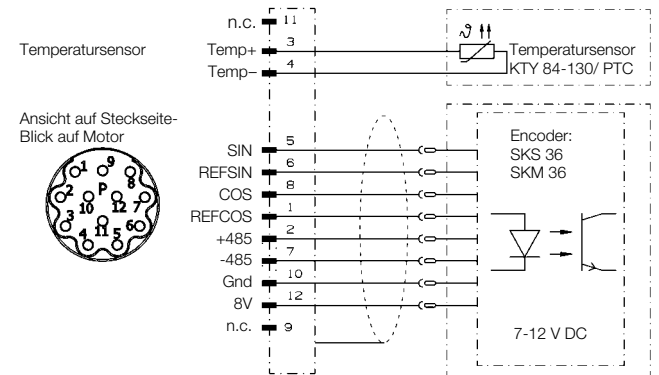 n.c. 11
Temperatursensor
Temp+ 3
Temp− 4
ϑ
Temperatursensor
KTY 84-130/ PTC
Ansicht auf Steckseite-
Blick auf Motor
1 9 8
2 P 7
10 12
3 11 6
4 5
SIN 5
REFSIN 6
COS 8
REFCOS 1
+485 2
-485 7
Gnd 10
8V 12
n.c. 9
Encoder:
SKS 36
SKM 36
7-12 V DC